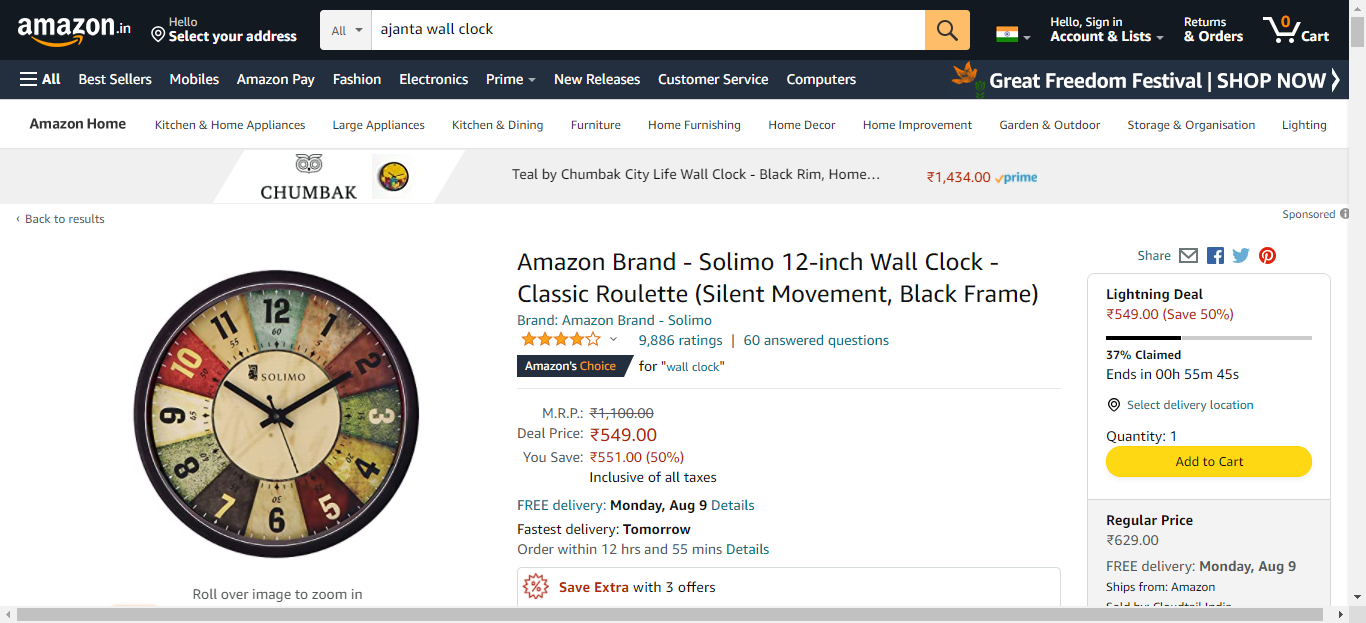 amazon.in
Hello
Select your address
All
ajanta wall clock
Hello, Sign in
Account & Lists
Returns
& Orders
0
Cart
All
Best Sellers
Mobiles
Amazon Pay
Fashion
Electronics
Prime
New Releases
Customer Service
Computers
Great Freedom Festival | SHOP NOW
Amazon Home
Kitchen & Home Appliances
Large Appliances
Kitchen & Dining
Furniture
Home Furnishing
Home Decor
Home Improvement
Garden & Outdoor
Storage & Organisation
Lighting
CHUMBAK
Teal by Chumbak City Life Wall Clock - Black Rim, Home…
₹1,434.00 prime
‹ Back to results
Sponsored
12
1
2
3
4
5
6
7
8
9
10
11
60
55
30
SOLIMO
Roll over image to zoom in
Amazon Brand - Solimo 12-inch Wall Clock -
Classic Roulette (Silent Movement, Black Frame)
Brand: Amazon Brand - Solimo
9,886 ratings | 60 answered questions
Amazon's Choice for "wall clock"
M.R.P.: ₹1,100.00
Deal Price: ₹549.00
You Save: ₹551.00 (50%)
Inclusive of all taxes
FREE delivery: Monday, Aug 9 Details
Fastest delivery: Tomorrow
Order within 12 hrs and 55 mins Details
% Save Extra with 3 offers
Share
Lightning Deal
₹549.00 (Save 50%)
37% Claimed
Ends in 00h 55m 45s
Select delivery location
Quantity: 1
Add to Cart
Regular Price
₹629.00
FREE delivery: Monday, Aug 9
Ships from: Amazon
Sold by: Cloudtail India